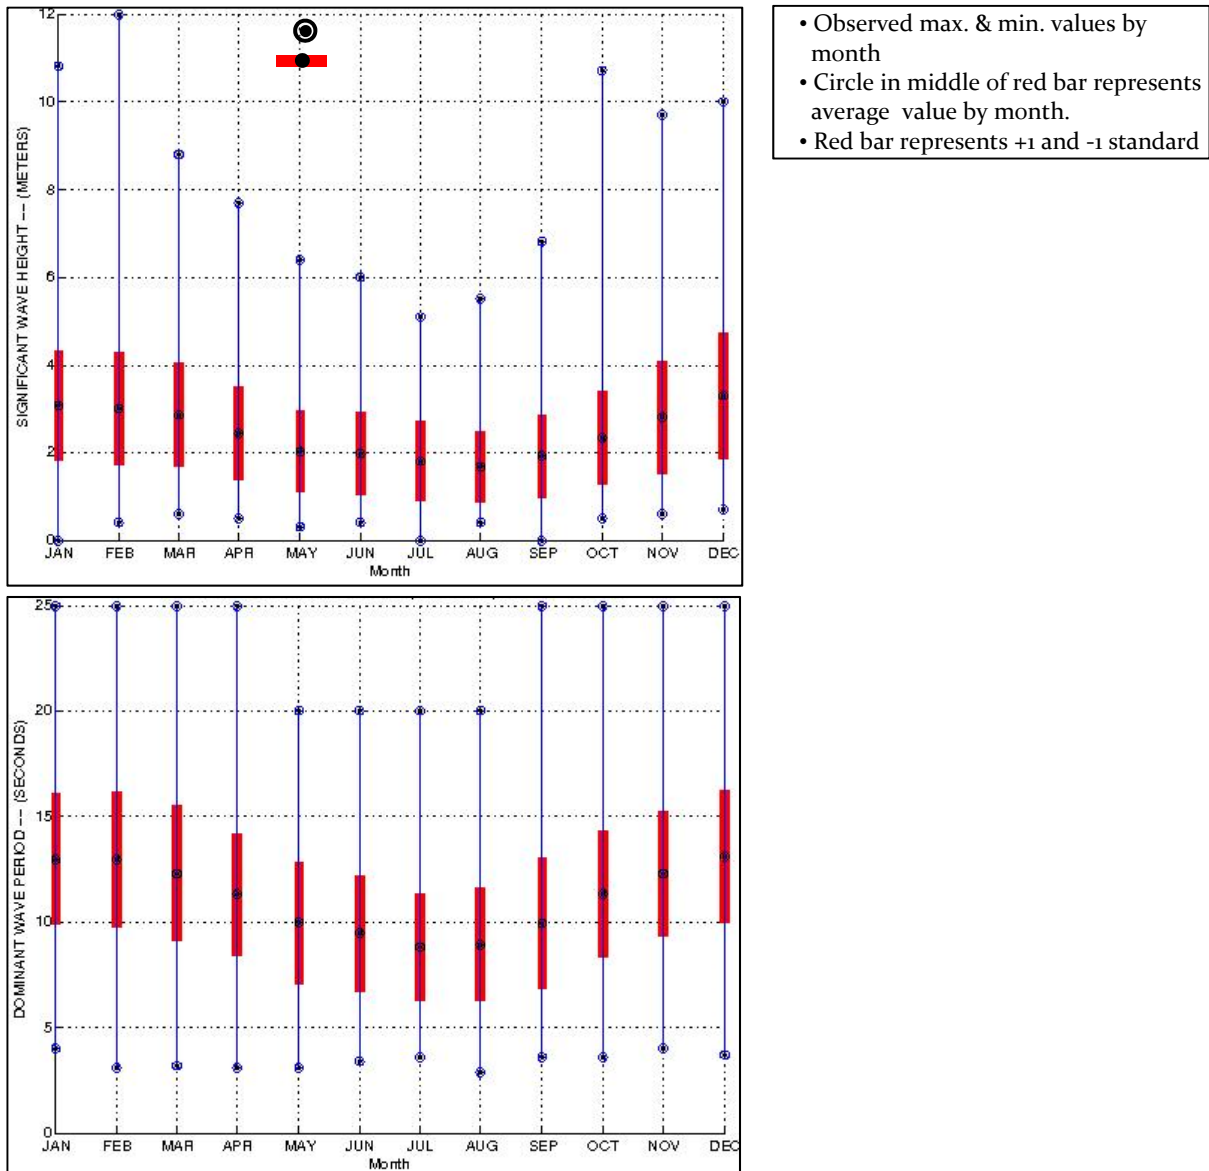 12
10
8
6
4
2
0
SIGNIFICANT WAVE HEIGHT -- (METERS)
JAN FEB MAR APR MAY JUN JUL AUG SEP OCT NOV DEC
Month
• Observed max. & min. values by
month
• Circle in middle of red bar represents
average value by month.
• Red bar represents +1 and -1 standard
25
20
15
10
5
0
DOMINANT WAVE PERIOD -- (SECONDS)
JAN FEB MAR APR MAY JUN JUL AUG SEP OCT NOV DEC
Month